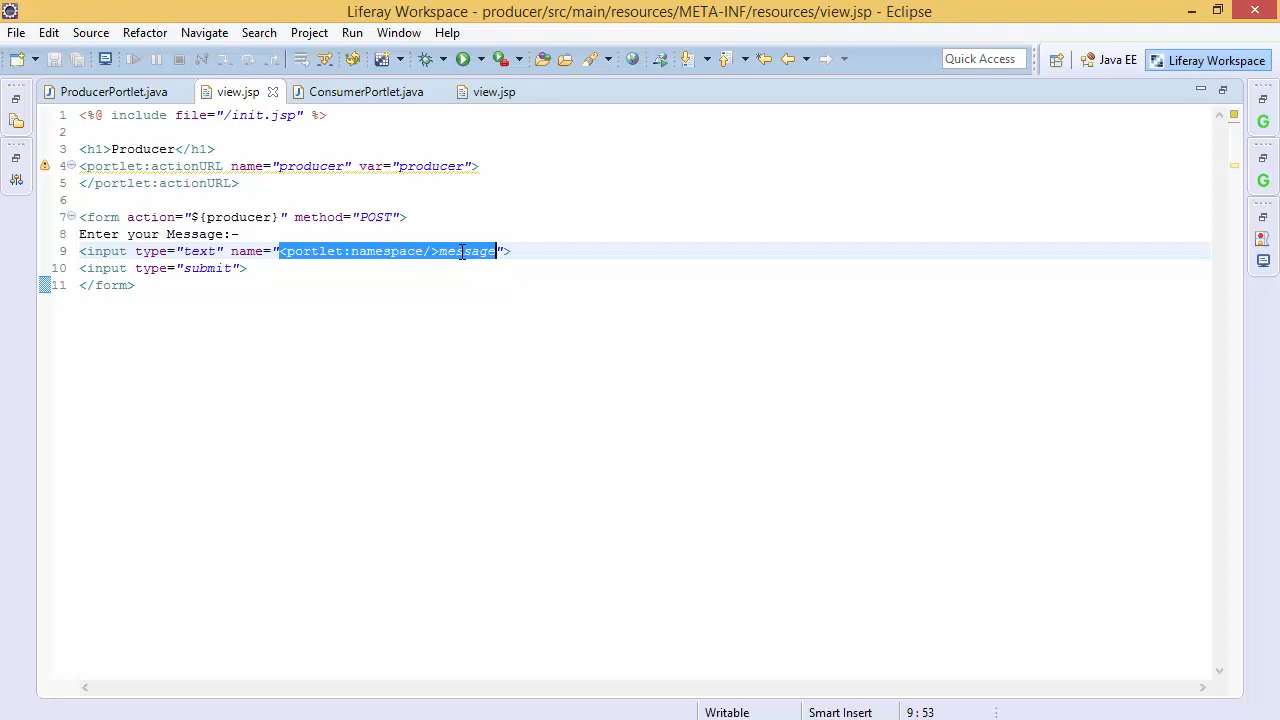 Liferay Workspace - producer/src/main/resources/META-INF/resources/view.jsp - Eclipse
File Edit Source Refactor Navigate Search Project Run Window Help
Quick Access Java EE Liferay Workspace
ProducerPortlet.java view.jsp ConsumerPortlet.java view.jsp
1 <%@ include file="/init.jsp" %>
2
3 <h1>Producer</h1>
4 <portlet:actionURL name="producer" var="producer">
5 </portlet:actionURL>
6
7 <form action="${producer}" method="POST">
8 Enter your Message:-
9 <input type="text" name="<portlet:namespace/>message">
10 <input type="submit">
11 </form>
Writable Smart Insert 9 : 53